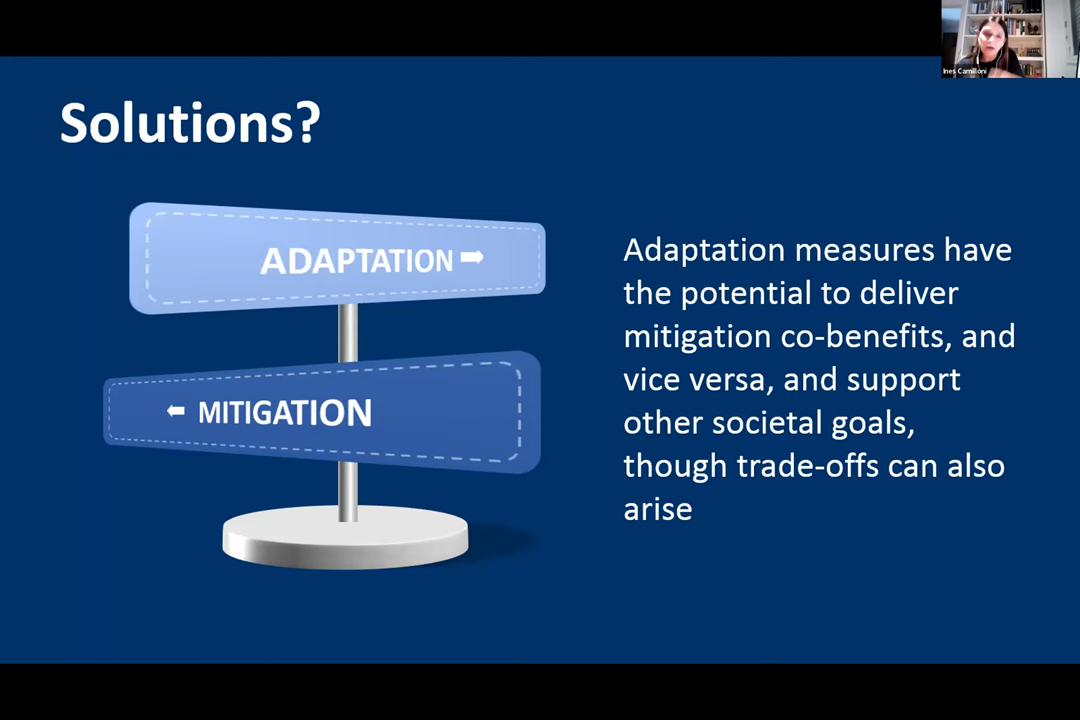 Ines Camilloni
Solutions?
ADAPTATION
MITIGATION
Adaptation measures have
the potential to deliver
mitigation co-benefits, and
vice versa, and support
other societal goals,
though trade-offs can also
arise